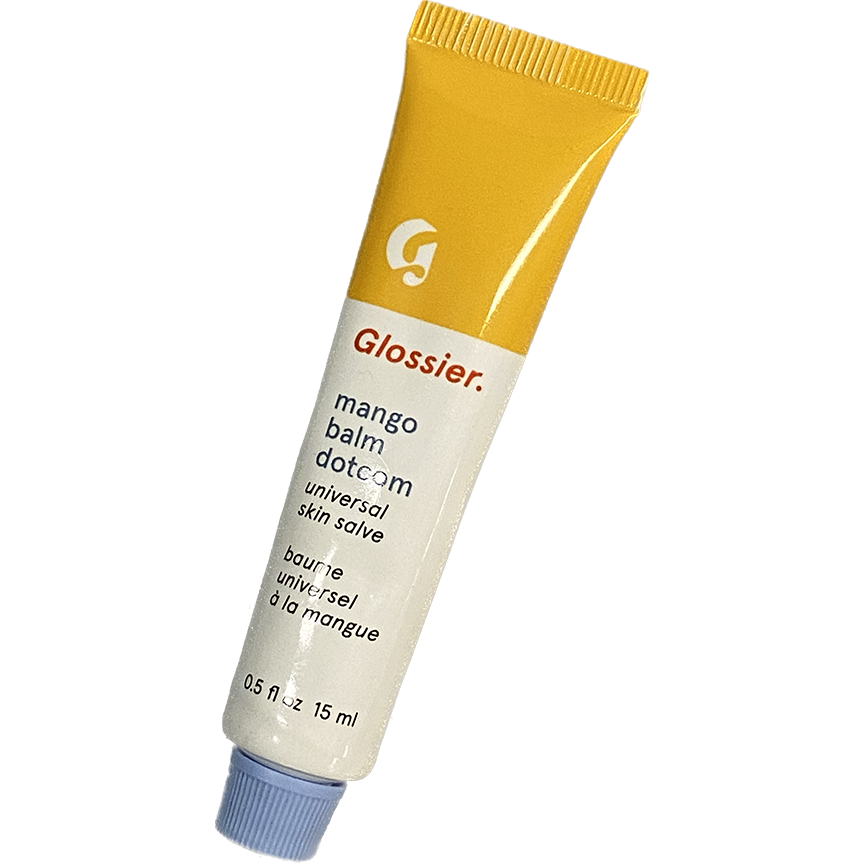 G
Glossier.
mango
balm
dotcom
universal
skin salve
baume
universel
à la mangue
0.5 fl oz 15 ml